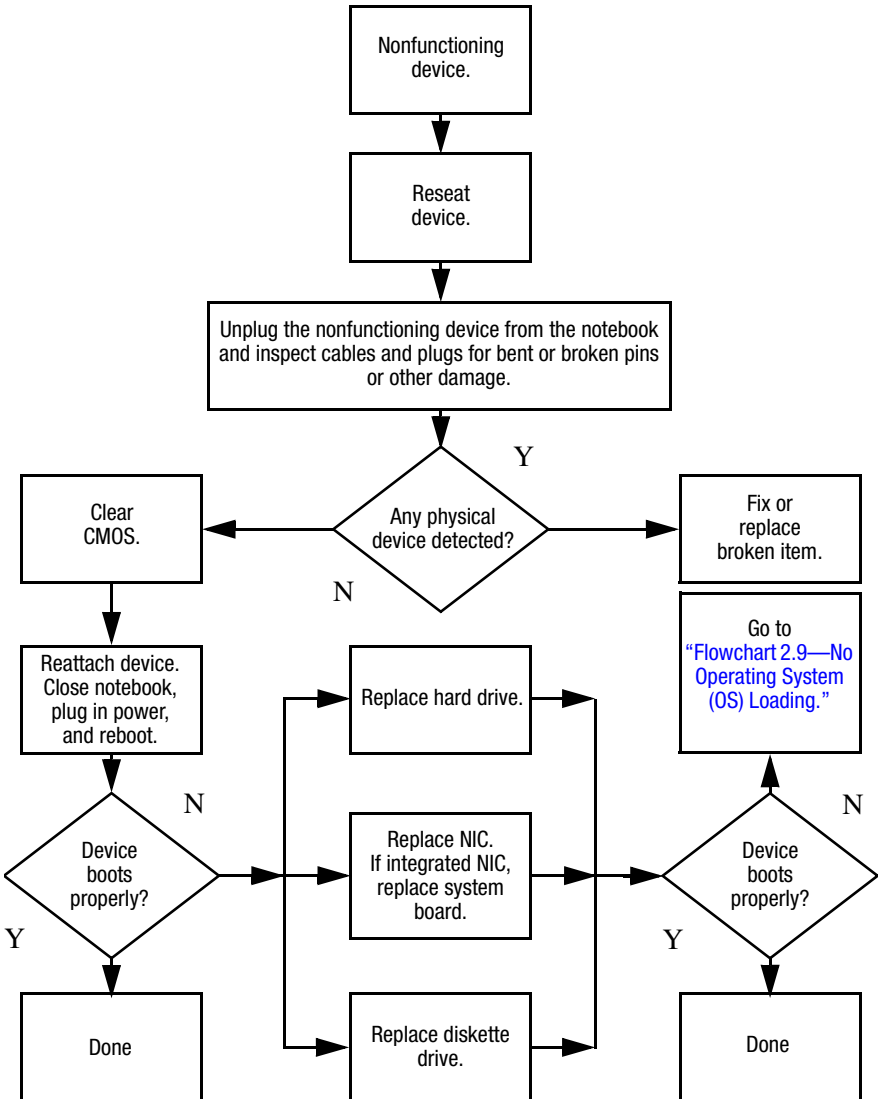 Nonfunctioning
device.
Reseat
device.
Unplug the nonfunctioning device from the notebook
and inspect cables and plugs for bent or broken pins
or other damage.
Y
Clear
CMOS.
Any physical
device detected?
Fix or
replace
broken item.
N
Go to
“Flowchart 2.9—No
Operating System
(OS) Loading.”
Reattach device.
Close notebook,
plug in power,
and reboot.
Replace hard drive.
N
N
Device
boots
properly?
Replace NIC.
If integrated NIC,
replace system
board.
Device
boots
properly?
Y
Y
Done
Replace diskette
drive.
Done